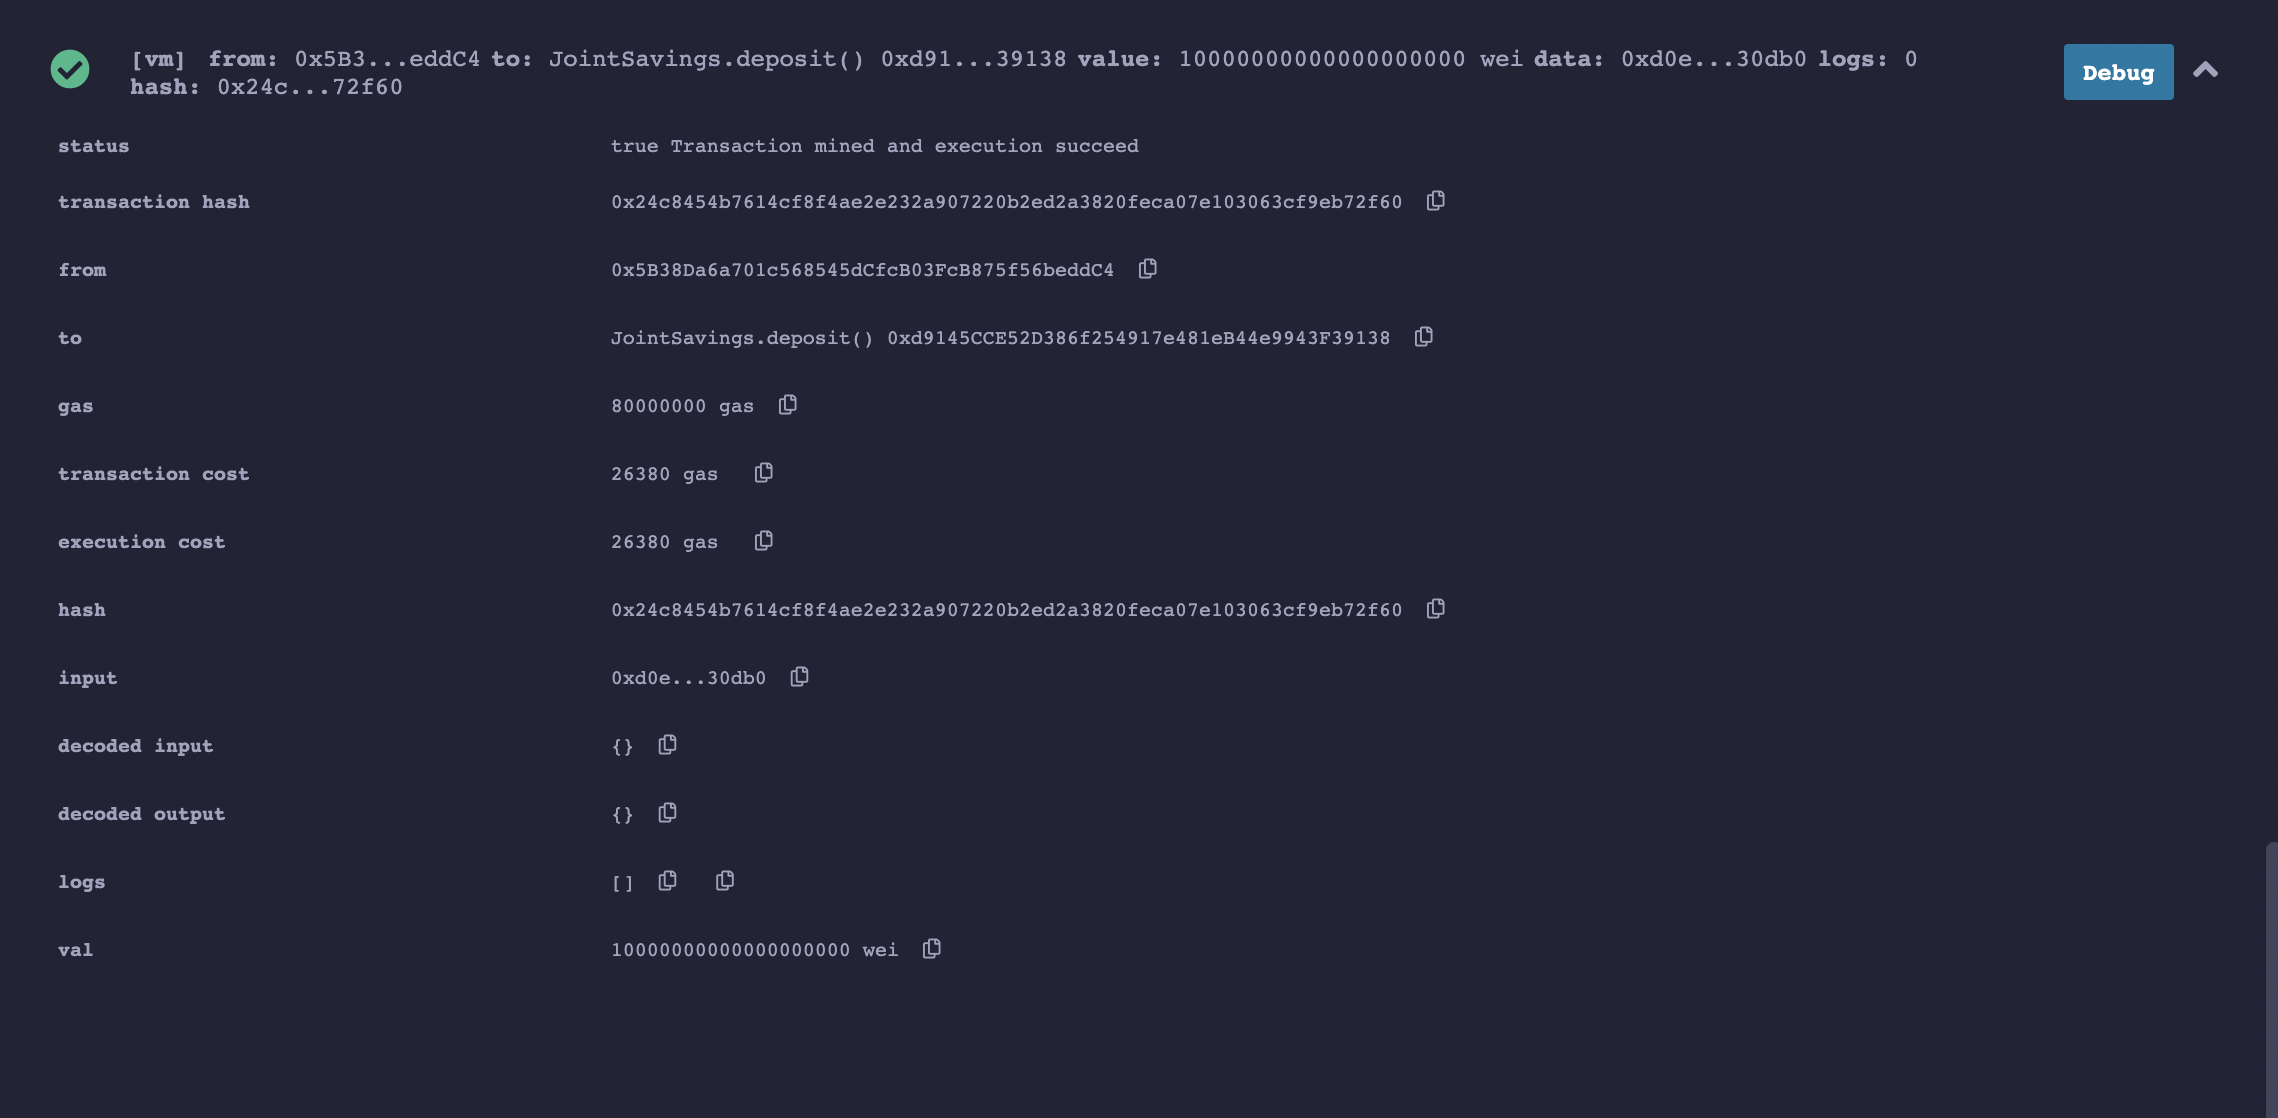 [vm] from: 0x5B3...eddC4 to: JointSavings.deposit() 0xd91...39138 value: 10000000000000000000 wei data: 0xd0e...30db0 logs: 0
hash: 0x24c...72f60
Debug
status true Transaction mined and execution succeed
transaction hash 0x24c8454b7614cf8f4ae2e232a907220b2ed2a3820feca07e103063cf9eb72f60
from 0x5B38Da6a701c568545dCfcB03FcB875f56beddC4
to JointSavings.deposit() 0xd9145CCE52D386f254917e481eB44e9943F39138
gas 80000000 gas
transaction cost 26380 gas
execution cost 26380 gas
hash 0x24c8454b7614cf8f4ae2e232a907220b2ed2a3820feca07e103063cf9eb72f60
input 0xd0e...30db0
decoded input {}
decoded output {}
logs []
val 10000000000000000000 wei